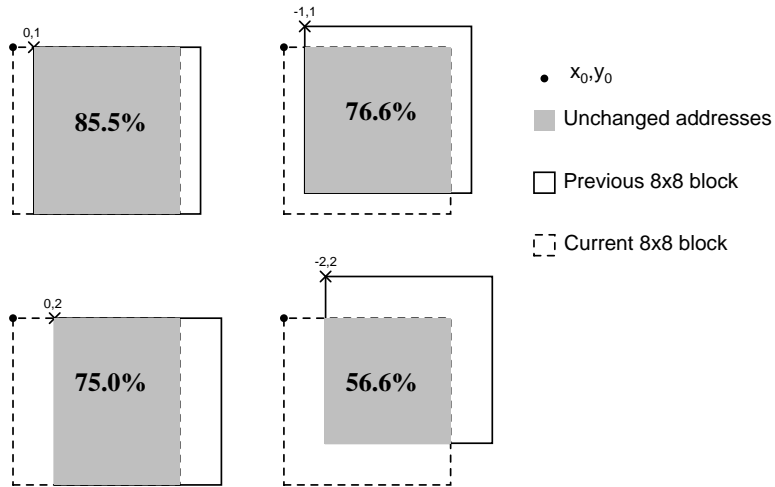 0,1
-1,1
85.5%
76.6%
x₀,y₀
Unchanged addresses
Previous 8x8 block
Current 8x8 block
0,2
-2,2
75.0%
56.6%